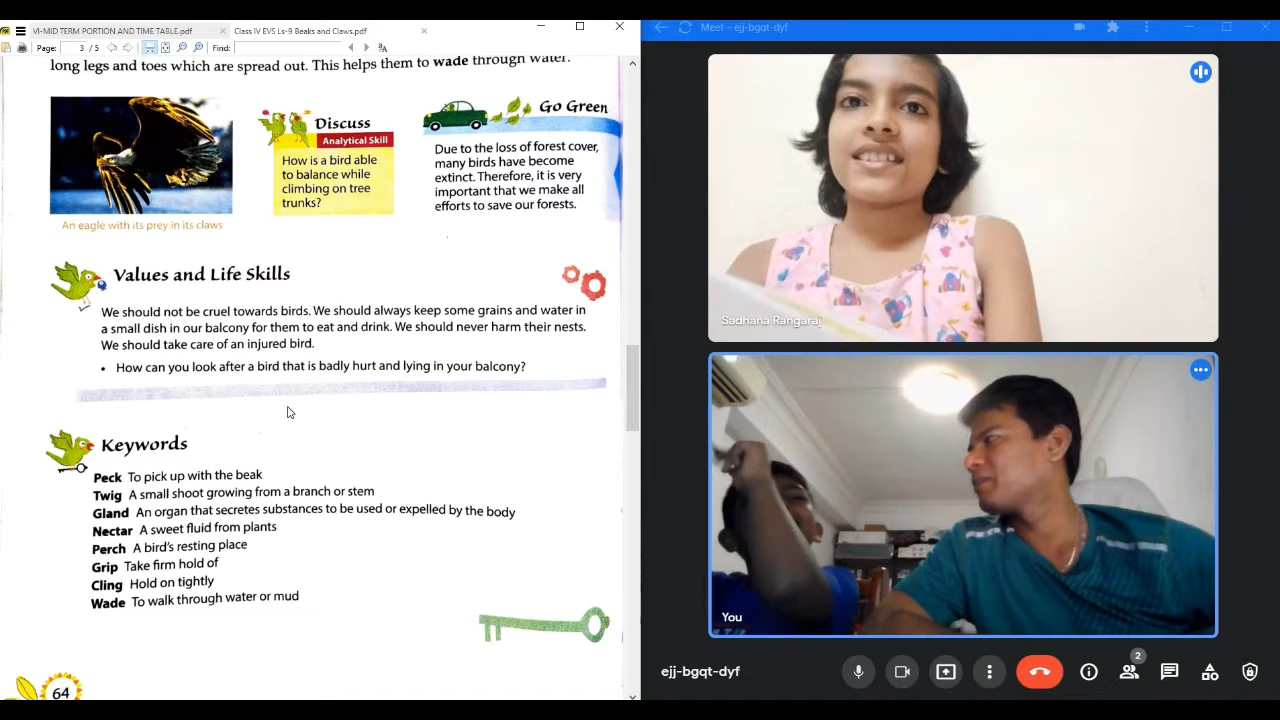 VI-MID TERM PORTION AND TIME TABLE.pdf
Class IV EVS Ls-9 Beaks and Claws.pdf
Page: 3 / 5
Find:
long legs and toes which are spread out. This helps them to wade through water.
An eagle with its prey in its claws
Discuss
Analytical Skill
How is a bird able
to balance while
climbing on tree
trunks?
Go Green
Due to the loss of forest cover,
many birds have become
extinct. Therefore, it is very
important that we make all
efforts to save our forests.
Values and Life Skills
We should not be cruel towards birds. We should always keep some grains and water in
a small dish in our balcony for them to eat and drink. We should never harm their nests.
We should take care of an injured bird.
• How can you look after a bird that is badly hurt and lying in your balcony?
Keywords
Peck To pick up with the beak
Twig A small shoot growing from a branch or stem
Gland An organ that secretes substances to be used or expelled by the body
Nectar A sweet fluid from plants
Perch A bird's resting place
Grip Take firm hold of
Cling Hold on tightly
Wade To walk through water or mud
64
Meet – ejj-bgqt-dyf
Sadhana Rangaraj
You
ejj-bgqt-dyf
2